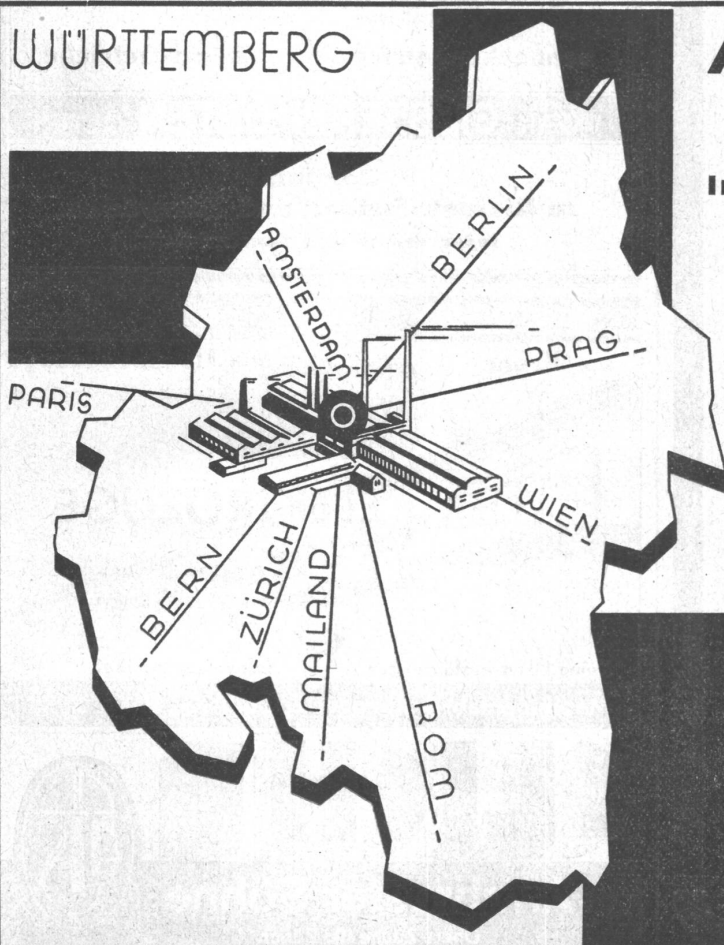 WÜRTTEMBERG
AMSTERDAM
BERLIN
PRAG
PARIS
WIEN
BERN
ZÜRICH
MAILAND
ROM